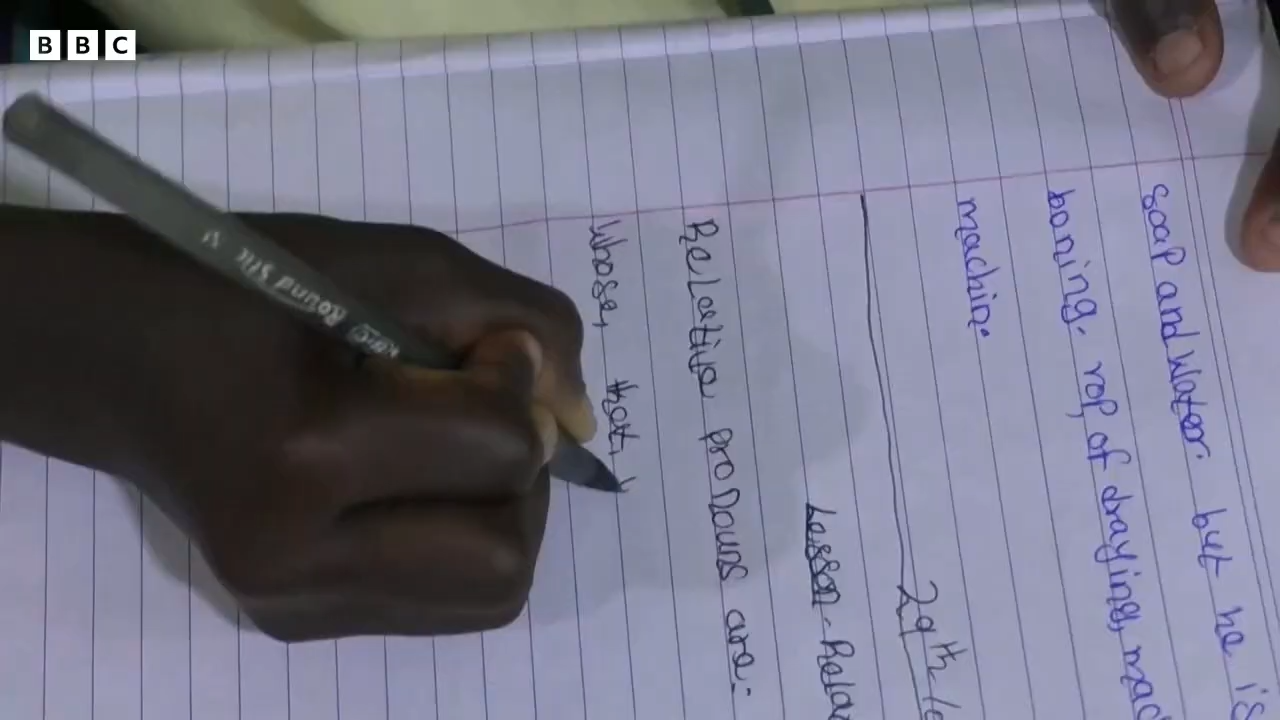 BBC
soap and water. but he is
boning. rop, of draying, mac
machin.
29th/
Lesson - Rela
Relative pronouns are:
Whose, that,
BIC Round Stic